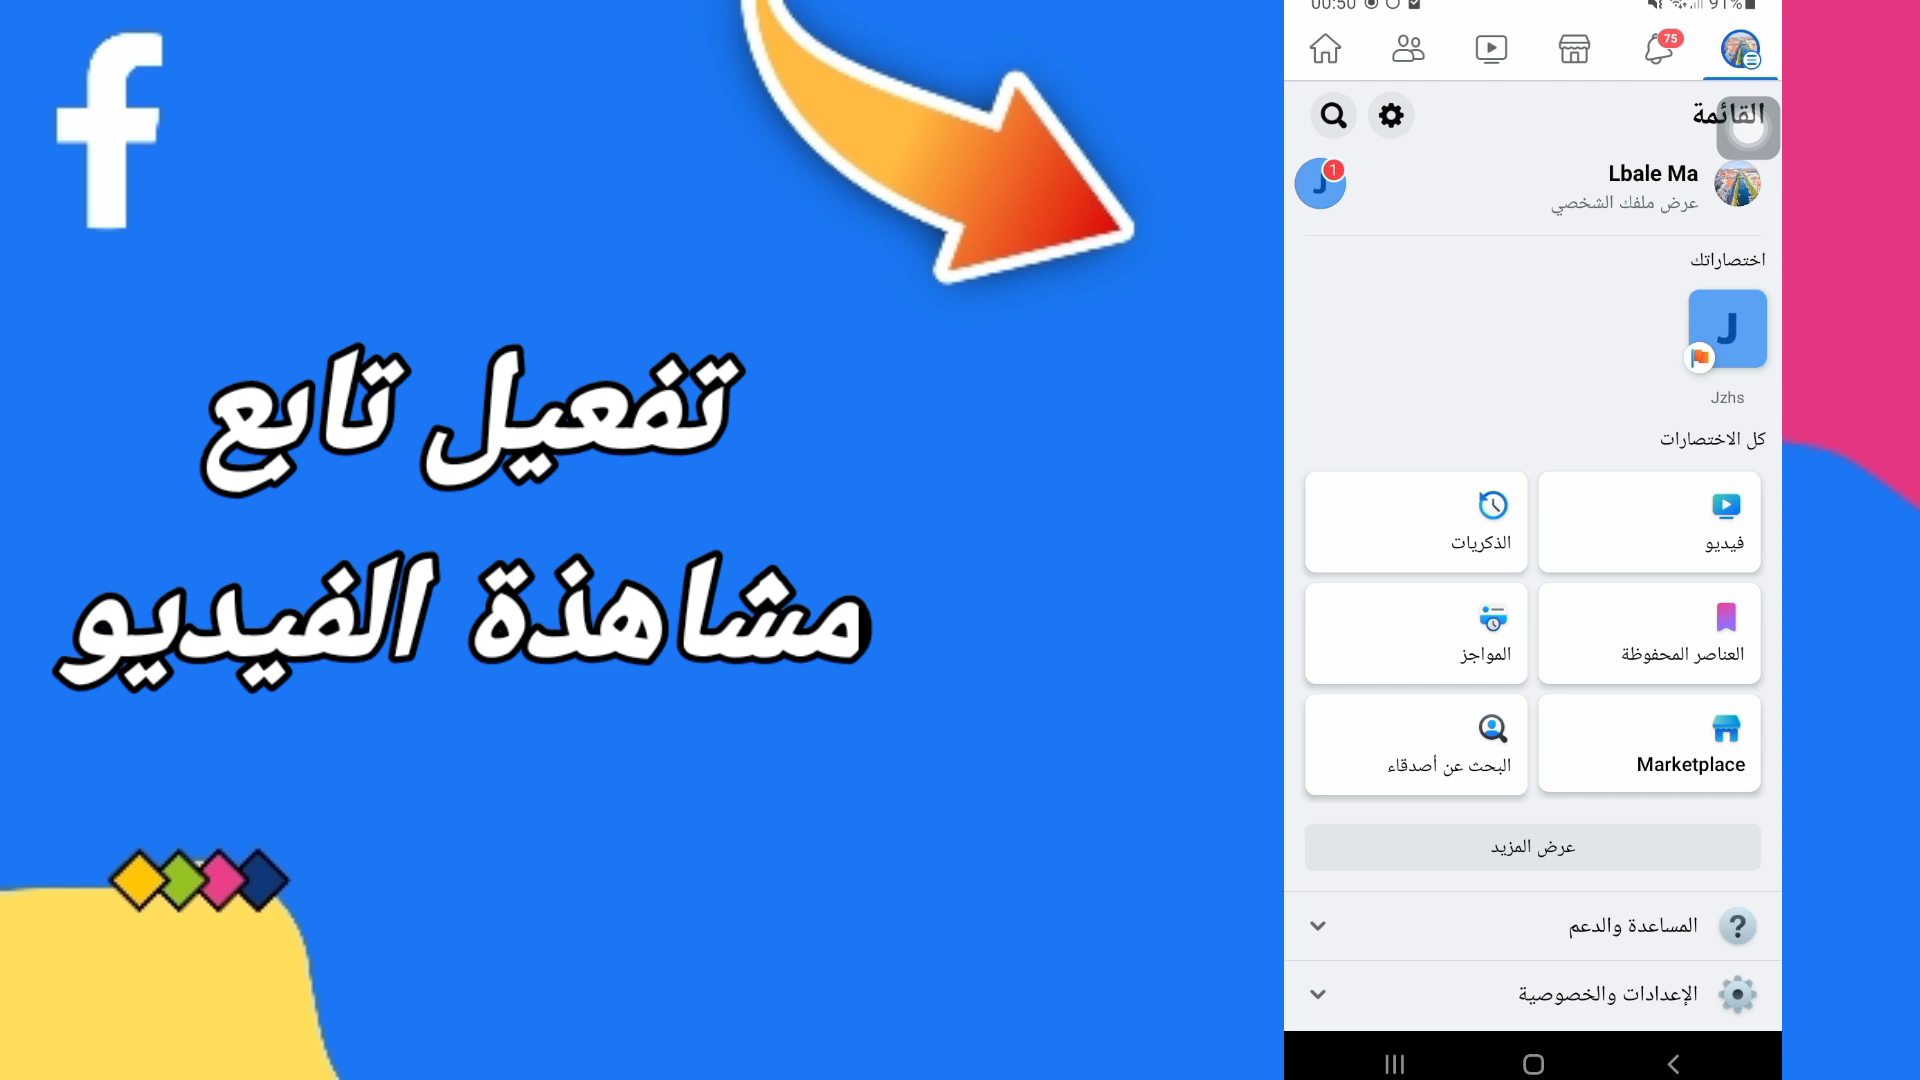 f
تفعيل تابع
مشاهذة الفيديو
00:50
91%
75
القائمة
J
1
Lbale Ma
عرض ملفك الشخصي
اختصاراتك
J
Jzhs
كل الاختصارات
فيديو
الذكريات
العناصر المحفوظة
المواجز
Marketplace
البحث عن أصدقاء
عرض المزيد
?
المساعدة والدعم
الإعدادات والخصوصية